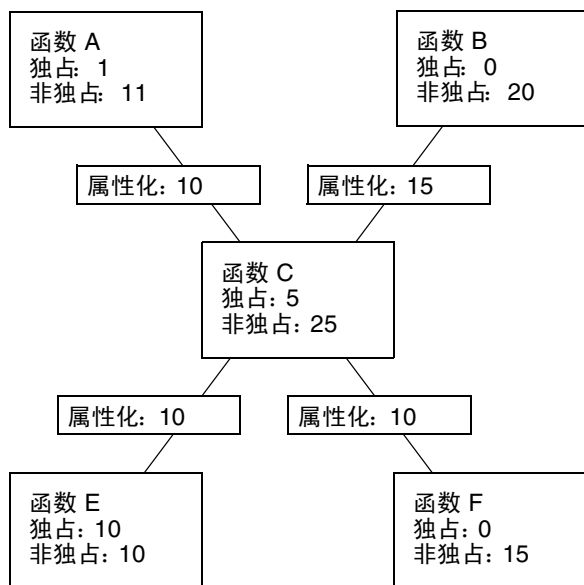 函数 A
独占：1
非独占：11
函数 B
独占：0
非独占：20
属性化：10
属性化：15
函数 C
独占：5
非独占：25
属性化：10
属性化：10
函数 E
独占：10
非独占：10
函数 F
独占：0
非独占：15